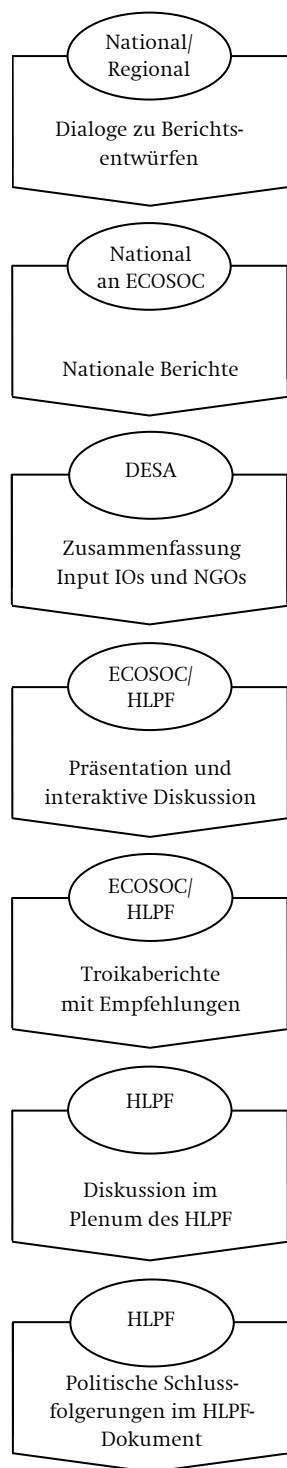 National/
Regional
Dialoge zu Berichts-
entwürfen
National
an ECOSOC
Nationale Berichte
DESA
Zusammenfassung
Input IOs und NGOs
ECOSOC/
HLPF
Präsentation und
interaktive Diskussion
ECOSOC/
HLPF
Troikaberichte
mit Empfehlungen
HLPF
Diskussion im
Plenum des HLPF
HLPF
Politische Schluss-
folgerungen im HLPF-
Dokument